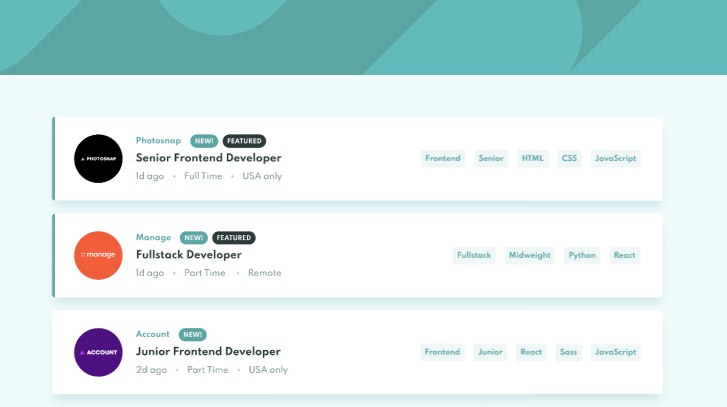 Photosnap NEW! FEATURED
PHOTOSNAP
Senior Frontend Developer
1d ago • Full Time • USA only
Frontend Senior HTML CSS JavaScript
Manage NEW! FEATURED
manage
Fullstack Developer
1d ago • Part Time • Remote
Fullstack Midweight Python React
Account NEW!
ACCOUNT
Junior Frontend Developer
2d ago • Part Time • USA only
Frontend Junior React Sass JavaScript